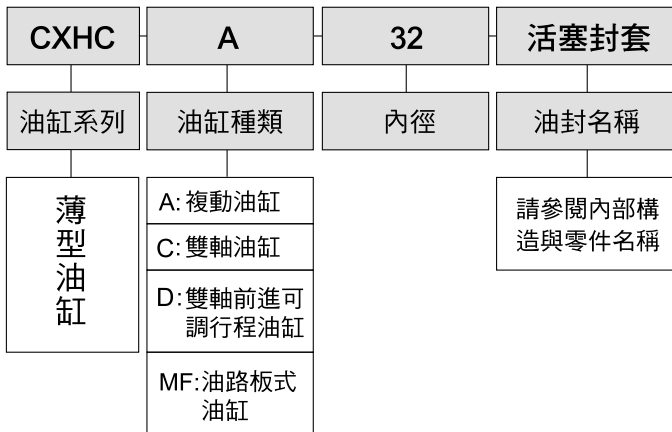 CXHC A 32 活塞封套
油缸系列 油缸種類 內徑 油封名稱
薄型油缸
A: 複動油缸
C: 雙軸油缸
D: 雙軸前進可
調行程油缸
MF:油路板式
油缸
請參閱內部構
造與零件名稱